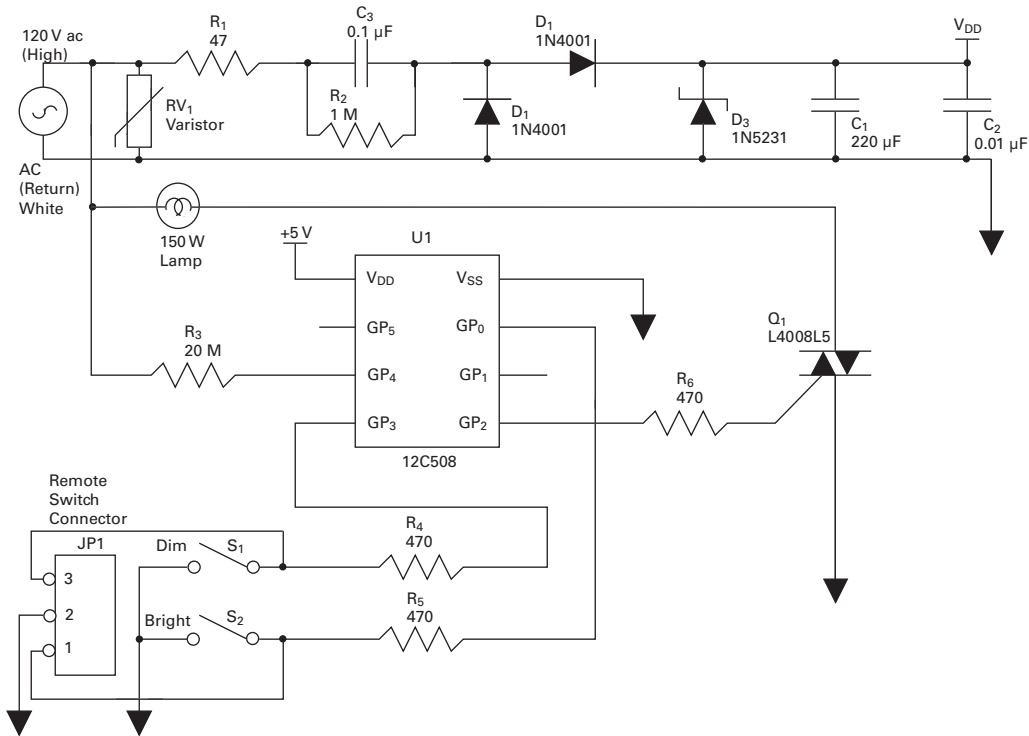 120 V ac
(High)
R1
47
C3
0.1 µF
D1
1N4001
VDD
RV1
Varistor
R2
1 M
D1
1N4001
D3
1N5231
C1
220 µF
C2
0.01 µF
AC
(Return)
White
150 W
Lamp
+5 V
U1
VDD
VSS
GP5
GP0
GP4
GP1
GP3
GP2
12C508
R3
20 M
Q1
L4008L5
R6
470
Remote
Switch
Connector
JP1
3
2
1
Dim
S1
Bright
S2
R4
470
R5
470